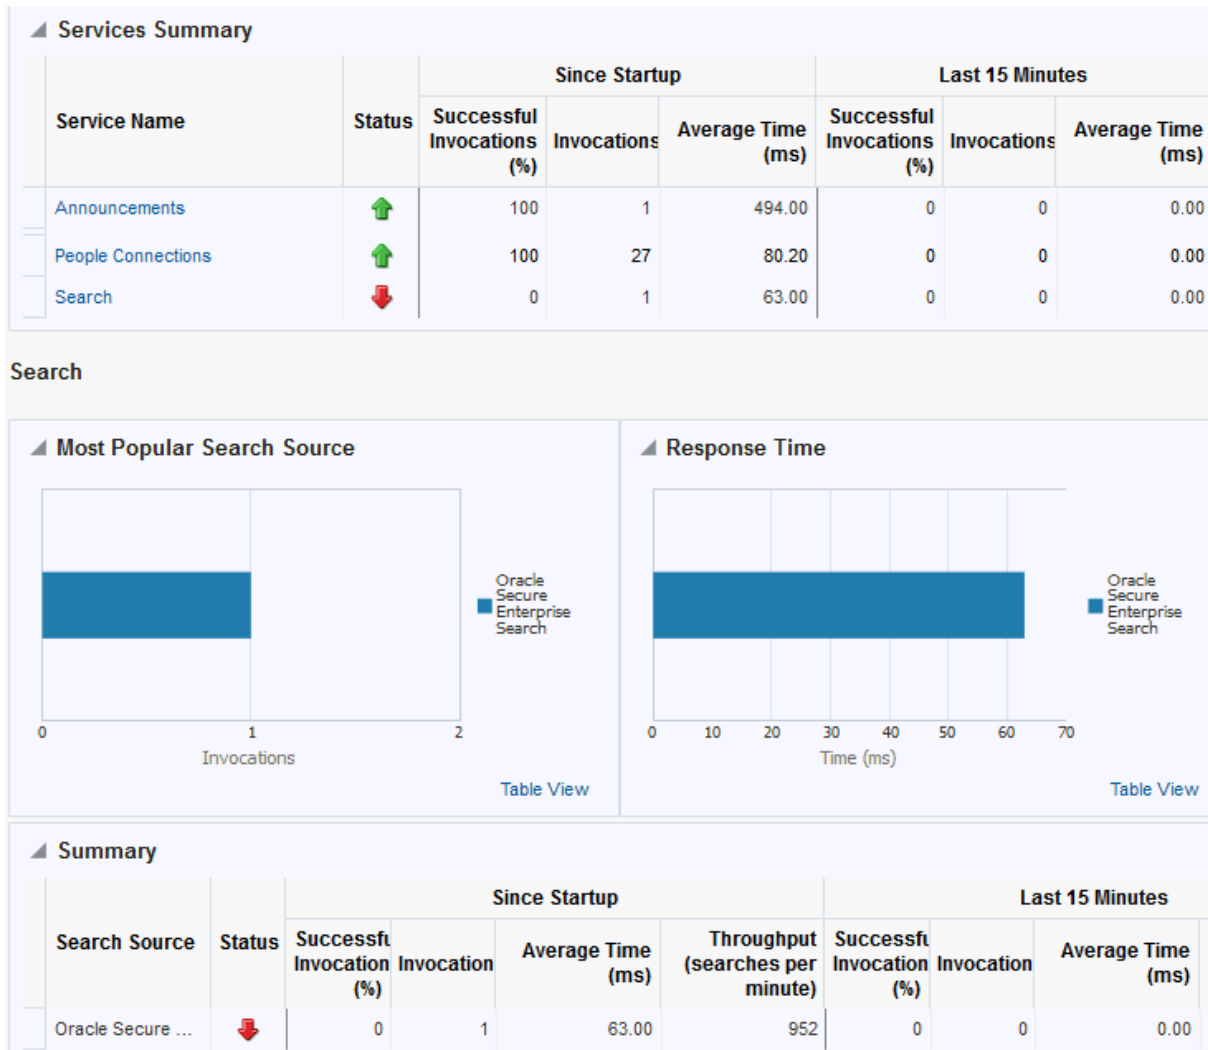 Services Summary
Since Startup Last 15 Minutes
Service Name Status Successful Invocations (%) Invocations Average Time (ms) Successful Invocations (%) Invocations Average Time (ms)
Announcements 100 1 494.00 0 0 0.00
People Connections 100 27 80.20 0 0 0.00
Search 0 1 63.00 0 0 0.00
Search
Most Popular Search Source
Oracle
Secure
Enterprise
Search
0 1 2
Invocations
Table View
Response Time
Oracle
Secure
Enterprise
Search
0 10 20 30 40 50 60 70
Time (ms)
Table View
Summary
Since Startup Last 15 Minutes
Search Source Status Successfu Invocation (%) Invocation Average Time (ms) Throughput (searches per minute) Successfu Invocation (%) Invocation Average Time (ms)
Oracle Secure ... 0 1 63.00 952 0 0 0.00